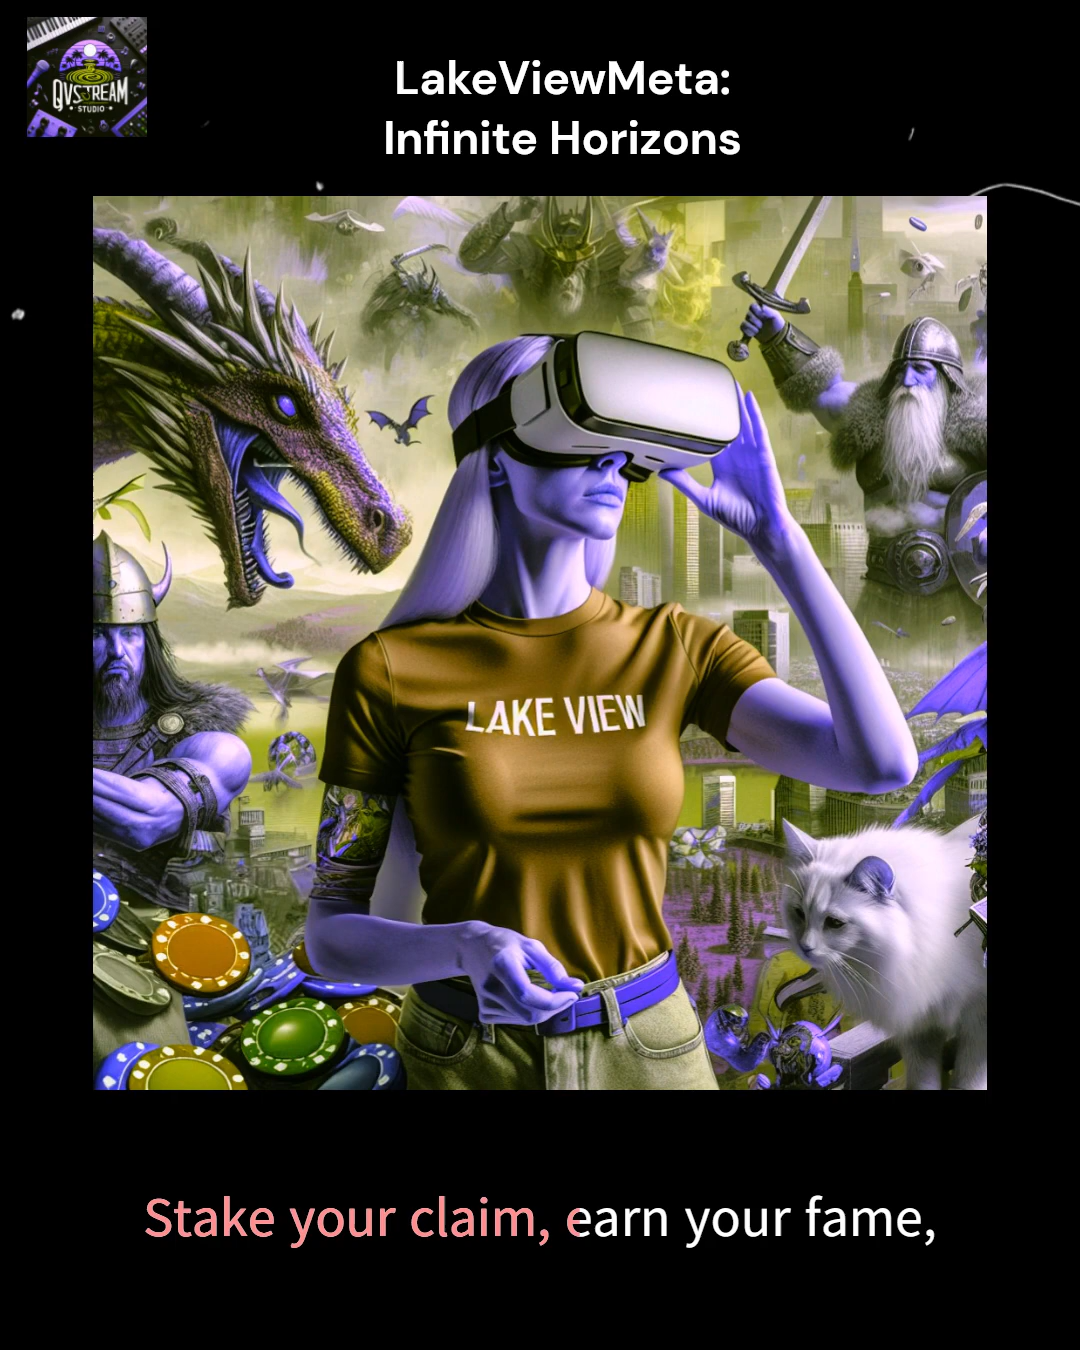 QVSTREAM
STUDIO
LakeViewMeta:
Infinite Horizons
LAKE VIEW
Stake your claim, earn your fame,